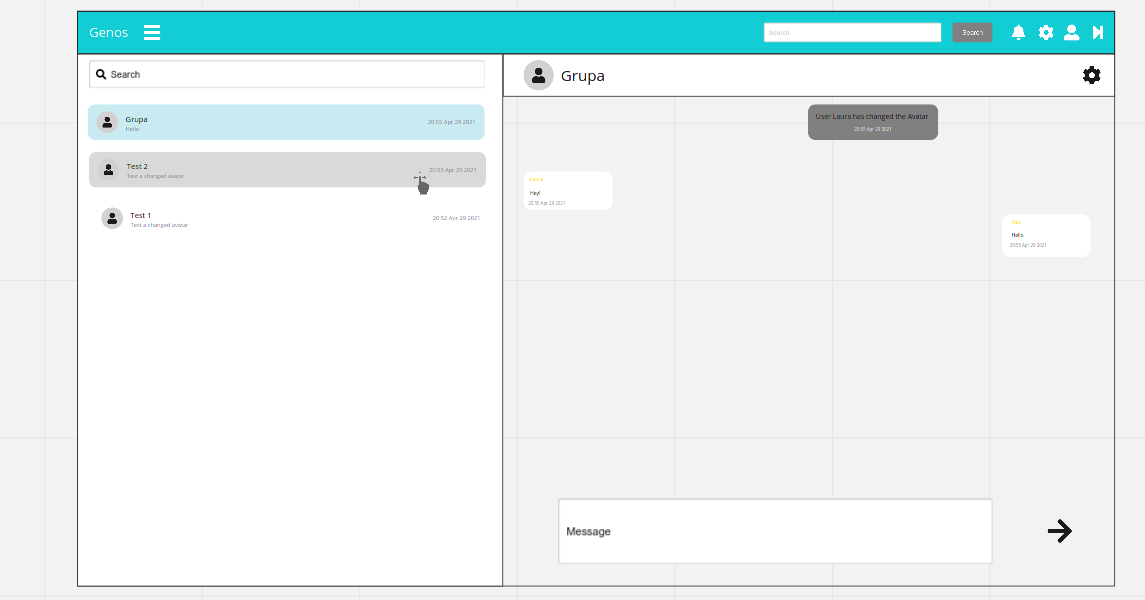 Genos
Search
Search
Search
Grupa
Hello
20:55 Apr 29 2021
Test 2
Test a changed avatar
20:53 Apr 29 2021
Test 1
Test a changed avatar
20:52 Apr 29 2021
Grupa
User Laura has changed the Avatar
20:55 Apr 29 2021
Laura
Hey!
20:55 Apr 29 2021
You
Hello
20:55 Apr 29 2021
Message